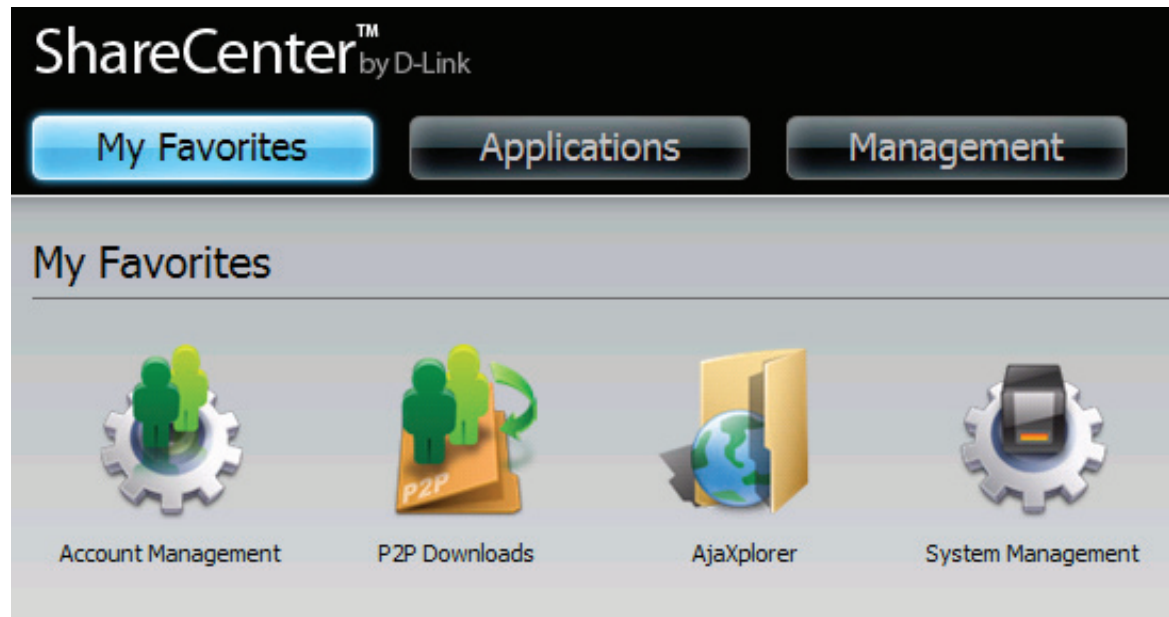 ShareCenter™ by D-Link
My Favorites Applications Management
My Favorites
P2P
Account Management P2P Downloads AjaXplorer System Management